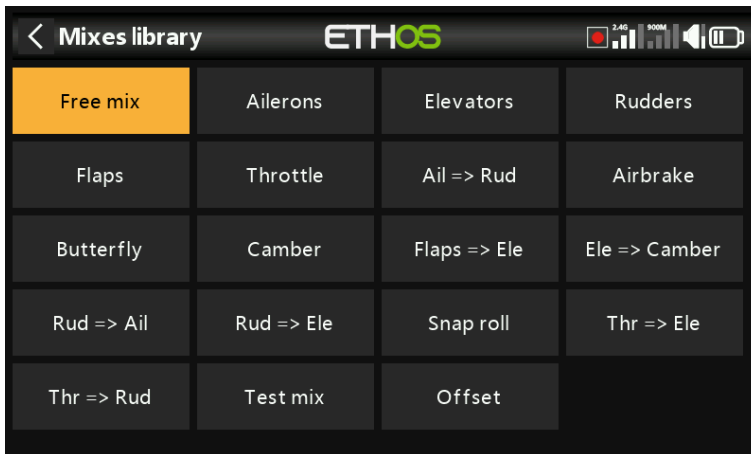 Mixes library ETHOS 2.4G 900M
Free mix Ailerons Elevators Rudders
Flaps Throttle Ail => Rud Airbrake
Butterfly Camber Flaps => Ele Ele => Camber
Rud => Ail Rud => Ele Snap roll Thr => Ele
Thr => Rud Test mix Offset